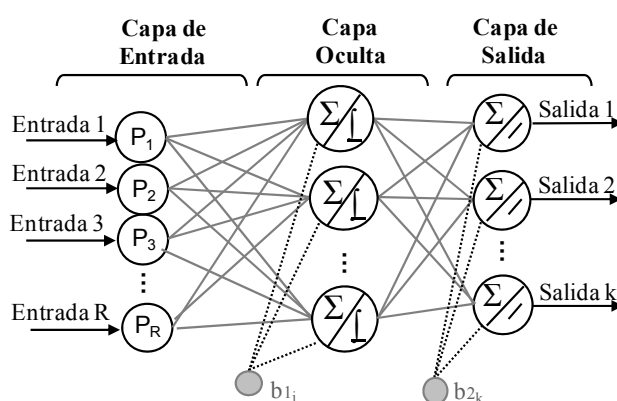 Capa de
Entrada
Capa
Oculta
Capa de
Salida
Entrada 1
Entrada 2
Entrada 3
Entrada R
P1
P2
P3
PR
Σ
Σ
Σ
Σ
Σ
Σ
Salida 1
Salida 2
Salida k
b1j
b2k